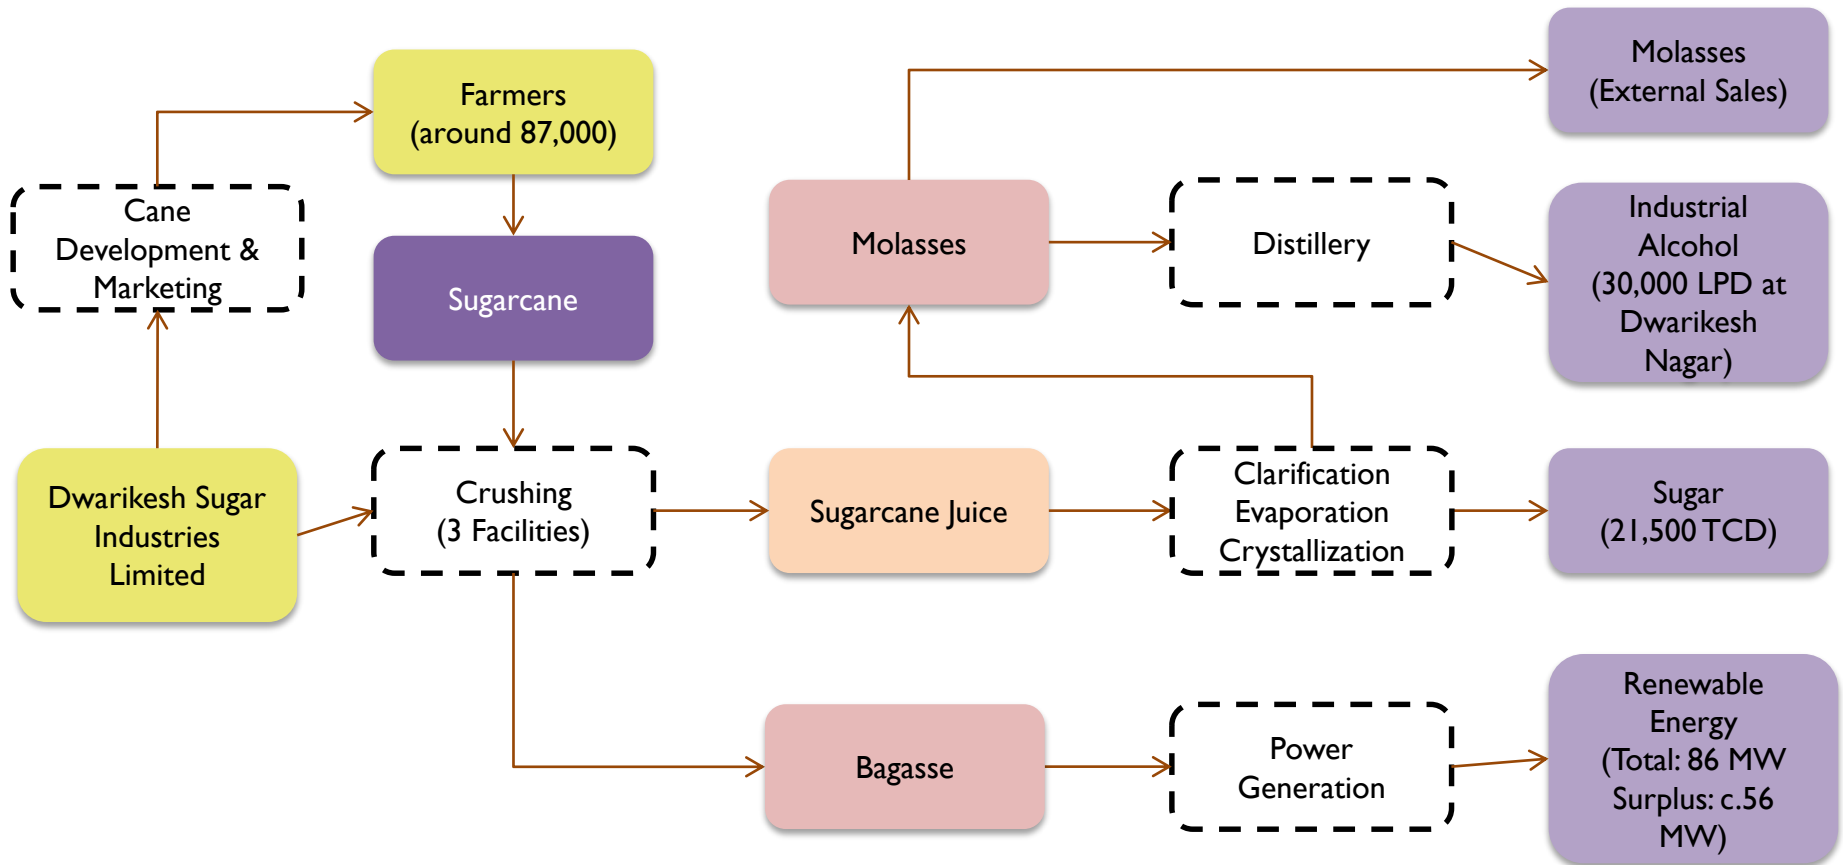 Farmers
(around 87,000)
Cane
Development &
Marketing
Sugarcane
Dwarikesh Sugar
Industries
Limited
Crushing
(3 Facilities)
Sugarcane Juice
Clarification
Evaporation
Crystallization
Sugar
(21,500 TCD)
Molasses
Distillery
Molasses
(External Sales)
Industrial
Alcohol
(30,000 LPD at
Dwarikesh
Nagar)
Bagasse
Power
Generation
Renewable
Energy
(Total: 86 MW
Surplus: c.56
MW)